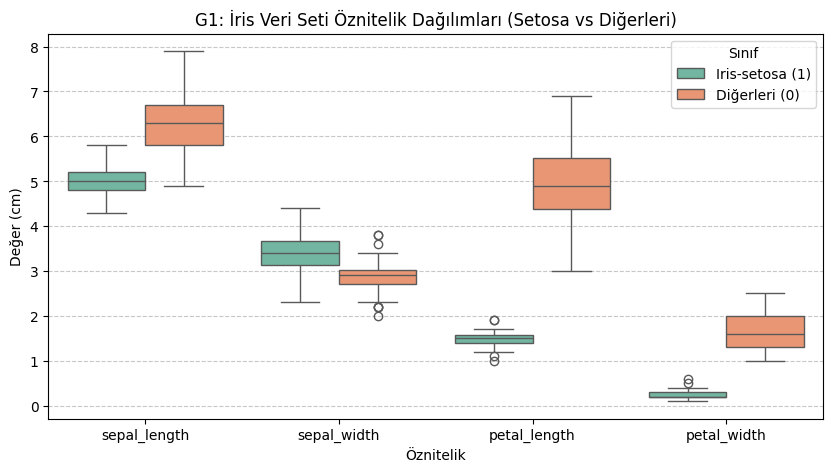 G1: İris Veri Seti Öznitelik Dağılımları (Setosa vs Diğerleri)
Sınıf
Iris-setosa (1)
Diğerleri (0)
Değer (cm)
8
7
6
5
4
3
2
1
0
sepal_length
sepal_width
petal_length
petal_width
Öznitelik